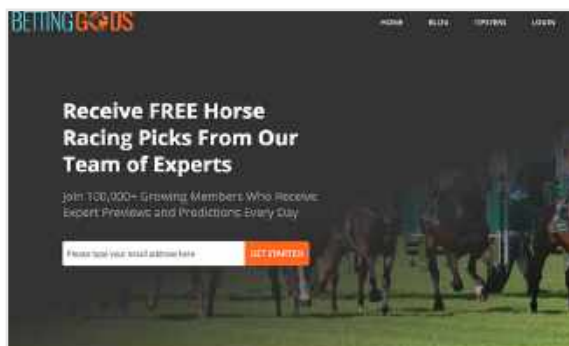 BETTING GODS
HOME BLOG TIPSTERS LOGIN
Receive FREE Horse
Racing Picks From Our
Team of Experts
Join 100,000+ Growing Members Who Receive
Expert Previews and Predictions Every Day
Please type your email address here GET STARTED